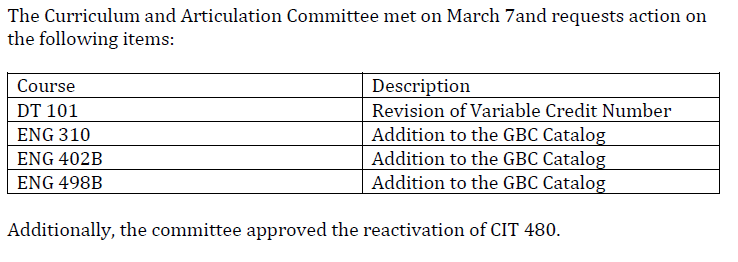 The Curriculum and Articulation Committee met on March 7and requests action on
the following items:
Course Description
DT 101 Revision of Variable Credit Number
ENG 310 Addition to the GBC Catalog
ENG 402B Addition to the GBC Catalog
ENG 498B Addition to the GBC Catalog
Additionally, the committee approved the reactivation of CIT 480.